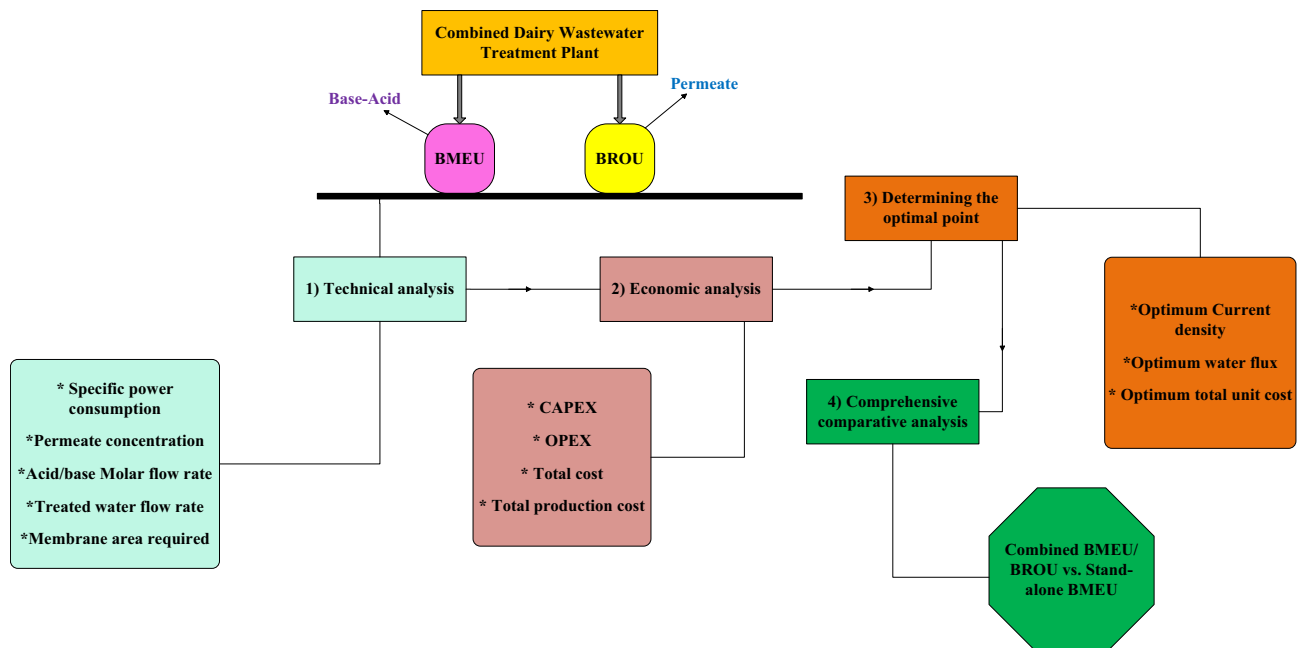 Combined Dairy Wastewater
Treatment Plant
Base-Acid
Permeate
BMEU
BROU
3) Determining the
optimal point
1) Technical analysis
2) Economic analysis
*Optimum Current
density
*Optimum water flux
* Optimum total unit cost
* Specific power
consumption
*Permeate concentration
*Acid/base Molar flow rate
*Treated water flow rate
*Membrane area required
* CAPEX
* OPEX
* Total cost
* Total production cost
4) Comprehensive
comparative analysis
Combined BMEU/
BROU vs. Stand-
alone BMEU